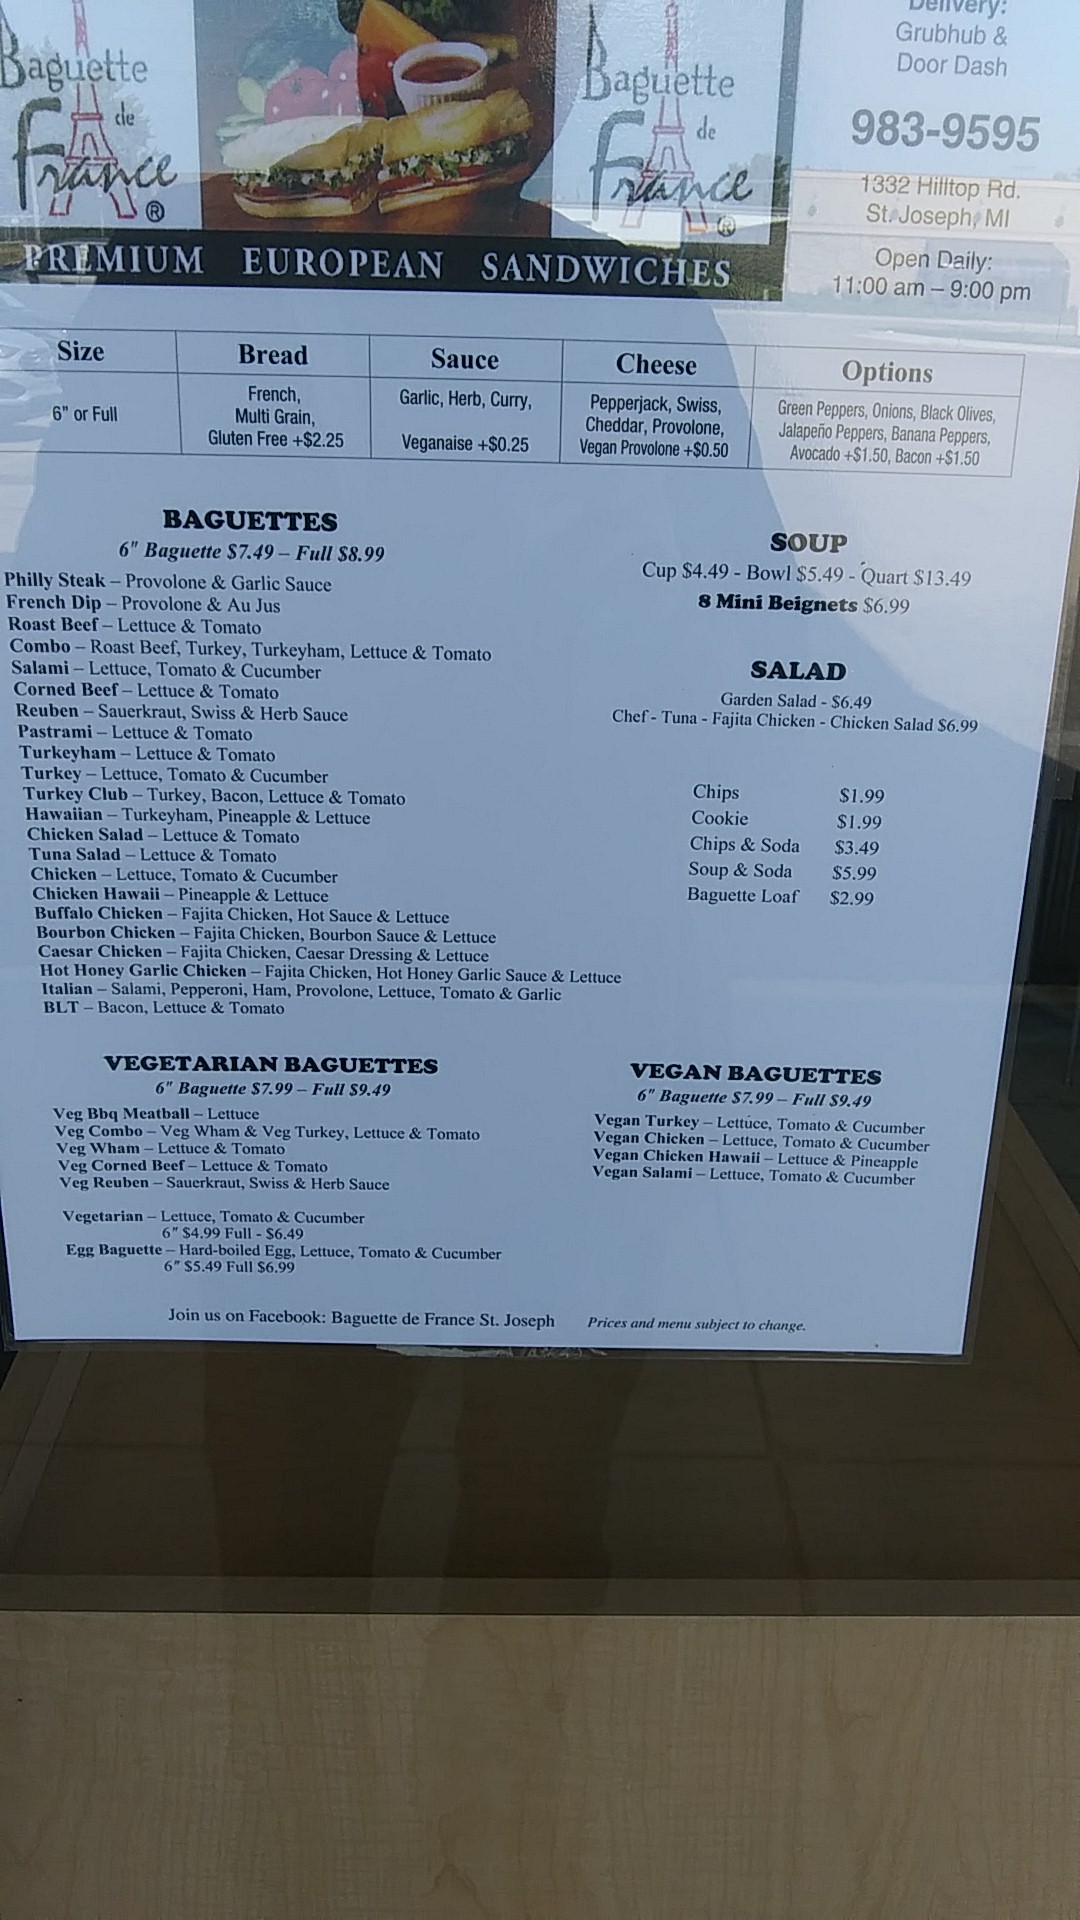 Baguette
de
France®
Baguette
de
France®
PREMIUM EUROPEAN SANDWICHES
Delivery:
Grubhub &
Door Dash
983-9595
1332 Hilltop Rd.
St. Joseph, MI
Open Daily:
11:00 am – 9:00 pm
Size
6" or Full
Bread
French,
Multi Grain,
Gluten Free +$2.25
Sauce
Garlic, Herb, Curry,
Veganaise +$0.25
Cheese
Pepperjack, Swiss,
Cheddar, Provolone,
Vegan Provolone +$0.50
Options
Green Peppers, Onions, Black Olives,
Jalapeño Peppers, Banana Peppers,
Avocado +$1.50, Bacon +$1.50
BAGUETTES
6" Baguette $7.49 – Full $8.99
Philly Steak – Provolone & Garlic Sauce
French Dip – Provolone & Au Jus
Roast Beef – Lettuce & Tomato
Combo – Roast Beef, Turkey, Turkeyham, Lettuce & Tomato
Salami – Lettuce, Tomato & Cucumber
Corned Beef – Lettuce & Tomato
Reuben – Sauerkraut, Swiss & Herb Sauce
Pastrami – Lettuce & Tomato
Turkeyham – Lettuce & Tomato
Turkey – Lettuce, Tomato & Cucumber
Turkey Club – Turkey, Bacon, Lettuce & Tomato
Hawaiian – Turkeyham, Pineapple & Lettuce
Chicken Salad – Lettuce & Tomato
Tuna Salad – Lettuce & Tomato
Chicken – Lettuce, Tomato & Cucumber
Chicken Hawaii – Pineapple & Lettuce
Buffalo Chicken – Fajita Chicken, Hot Sauce & Lettuce
Bourbon Chicken – Fajita Chicken, Bourbon Sauce & Lettuce
Caesar Chicken – Fajita Chicken, Caesar Dressing & Lettuce
Hot Honey Garlic Chicken – Fajita Chicken, Hot Honey Garlic Sauce & Lettuce
Italian – Salami, Pepperoni, Ham, Provolone, Lettuce, Tomato & Garlic
BLT – Bacon, Lettuce & Tomato
SOUP
Cup $4.49 - Bowl $5.49 - Quart $13.49
8 Mini Beignets $6.99
SALAD
Garden Salad - $6.49
Chef - Tuna - Fajita Chicken - Chicken Salad $6.99
Chips $1.99
Cookie $1.99
Chips & Soda $3.49
Soup & Soda $5.99
Baguette Loaf $2.99
VEGETARIAN BAGUETTES
6" Baguette $7.99 – Full $9.49
Veg Bbq Meatball – Lettuce
Veg Combo – Veg Wham & Veg Turkey, Lettuce & Tomato
Veg Wham – Lettuce & Tomato
Veg Corned Beef – Lettuce & Tomato
Veg Reuben – Sauerkraut, Swiss & Herb Sauce
Vegetarian – Lettuce, Tomato & Cucumber
6" $4.99 Full - $6.49
Egg Baguette – Hard-boiled Egg, Lettuce, Tomato & Cucumber
6" $5.49 Full $6.99
VEGAN BAGUETTES
6" Baguette $7.99 – Full $9.49
Vegan Turkey – Lettuce, Tomato & Cucumber
Vegan Chicken – Lettuce, Tomato & Cucumber
Vegan Chicken Hawaii – Lettuce & Pineapple
Vegan Salami – Lettuce, Tomato & Cucumber
Join us on Facebook: Baguette de France St. Joseph
Prices and menu subject to change.